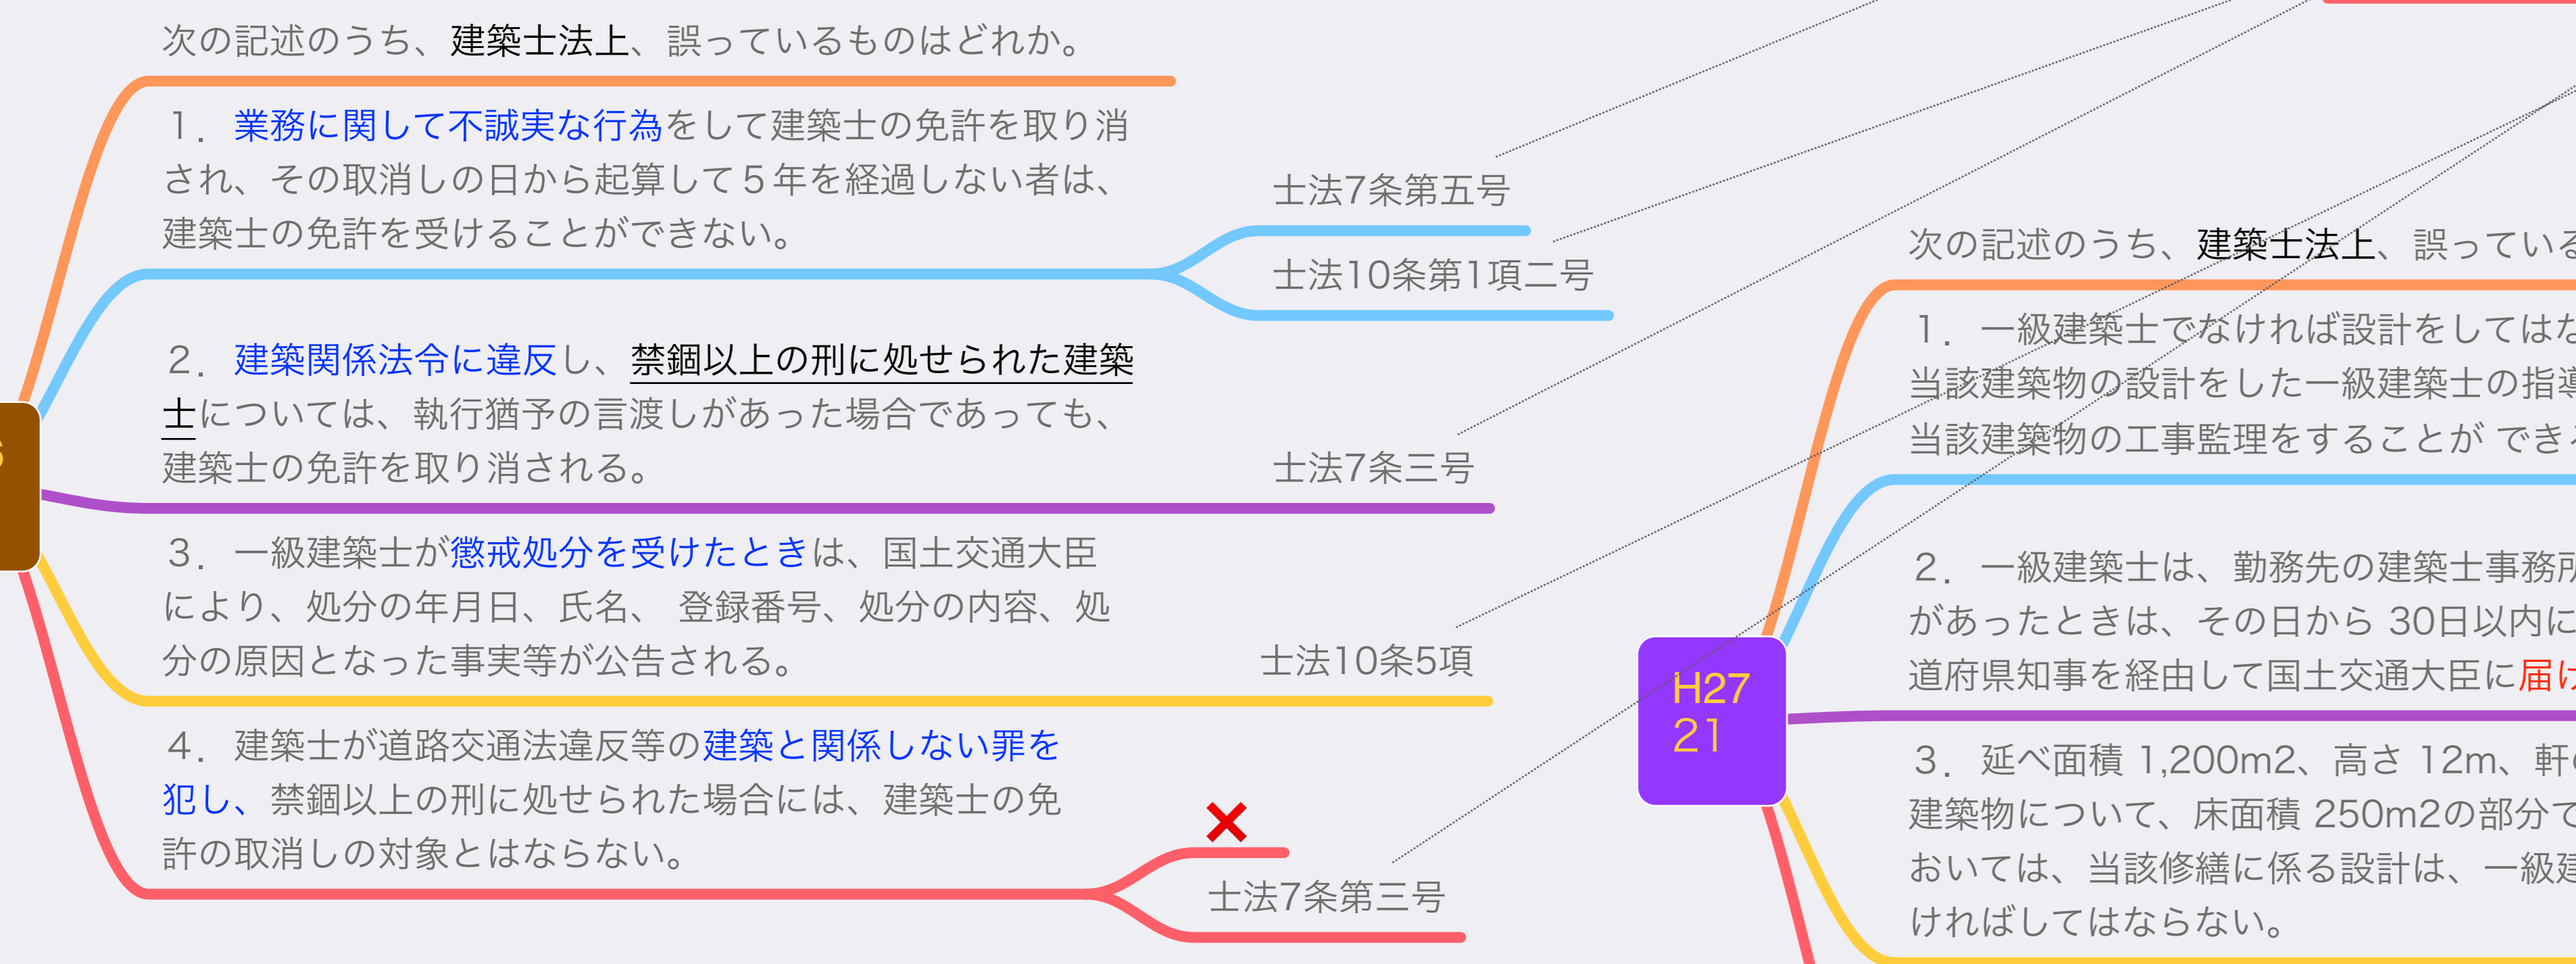 次の記述のうち、建築士法上、誤っているものはどれか。
１．業務に関して不誠実な行為をして建築士の免許を取り消
され、その取消しの日から起算して５年を経過しない者は、
建築士の免許を受けることができない。
士法7条第五号
士法10条第1項二号
２．建築関係法令に違反し、禁錮以上の刑に処せられた建築
士については、執行猶予の言渡しがあった場合であっても、
建築士の免許を取り消される。
士法7条三号
３．一級建築士が懲戒処分を受けたときは、国土交通大臣
により、処分の年月日、氏名、 登録番号、処分の内容、処
分の原因となった事実等が公告される。
士法10条5項
４．建築士が道路交通法違反等の建築と関係しない罪を
犯し、禁錮以上の刑に処せられた場合には、建築士の免
許の取消しの対象とはならない。
士法7条第三号
H27
21
次の記述のうち、建築士法上、誤っている
１．一級建築士でなければ設計をしてはな
当該建築物の設計をした一級建築士の指導
当該建築物の工事監理をすることが できる
２．一級建築士は、勤務先の建築士事務所
があったときは、その日から 30日以内に
道府県知事を経由して国土交通大臣に届け
３．延べ面積 1,200m2、高さ 12m、軒の
建築物について、床面積 250m2の部分で
おいては、当該修繕に係る設計は、一級建
ければしてはならない。